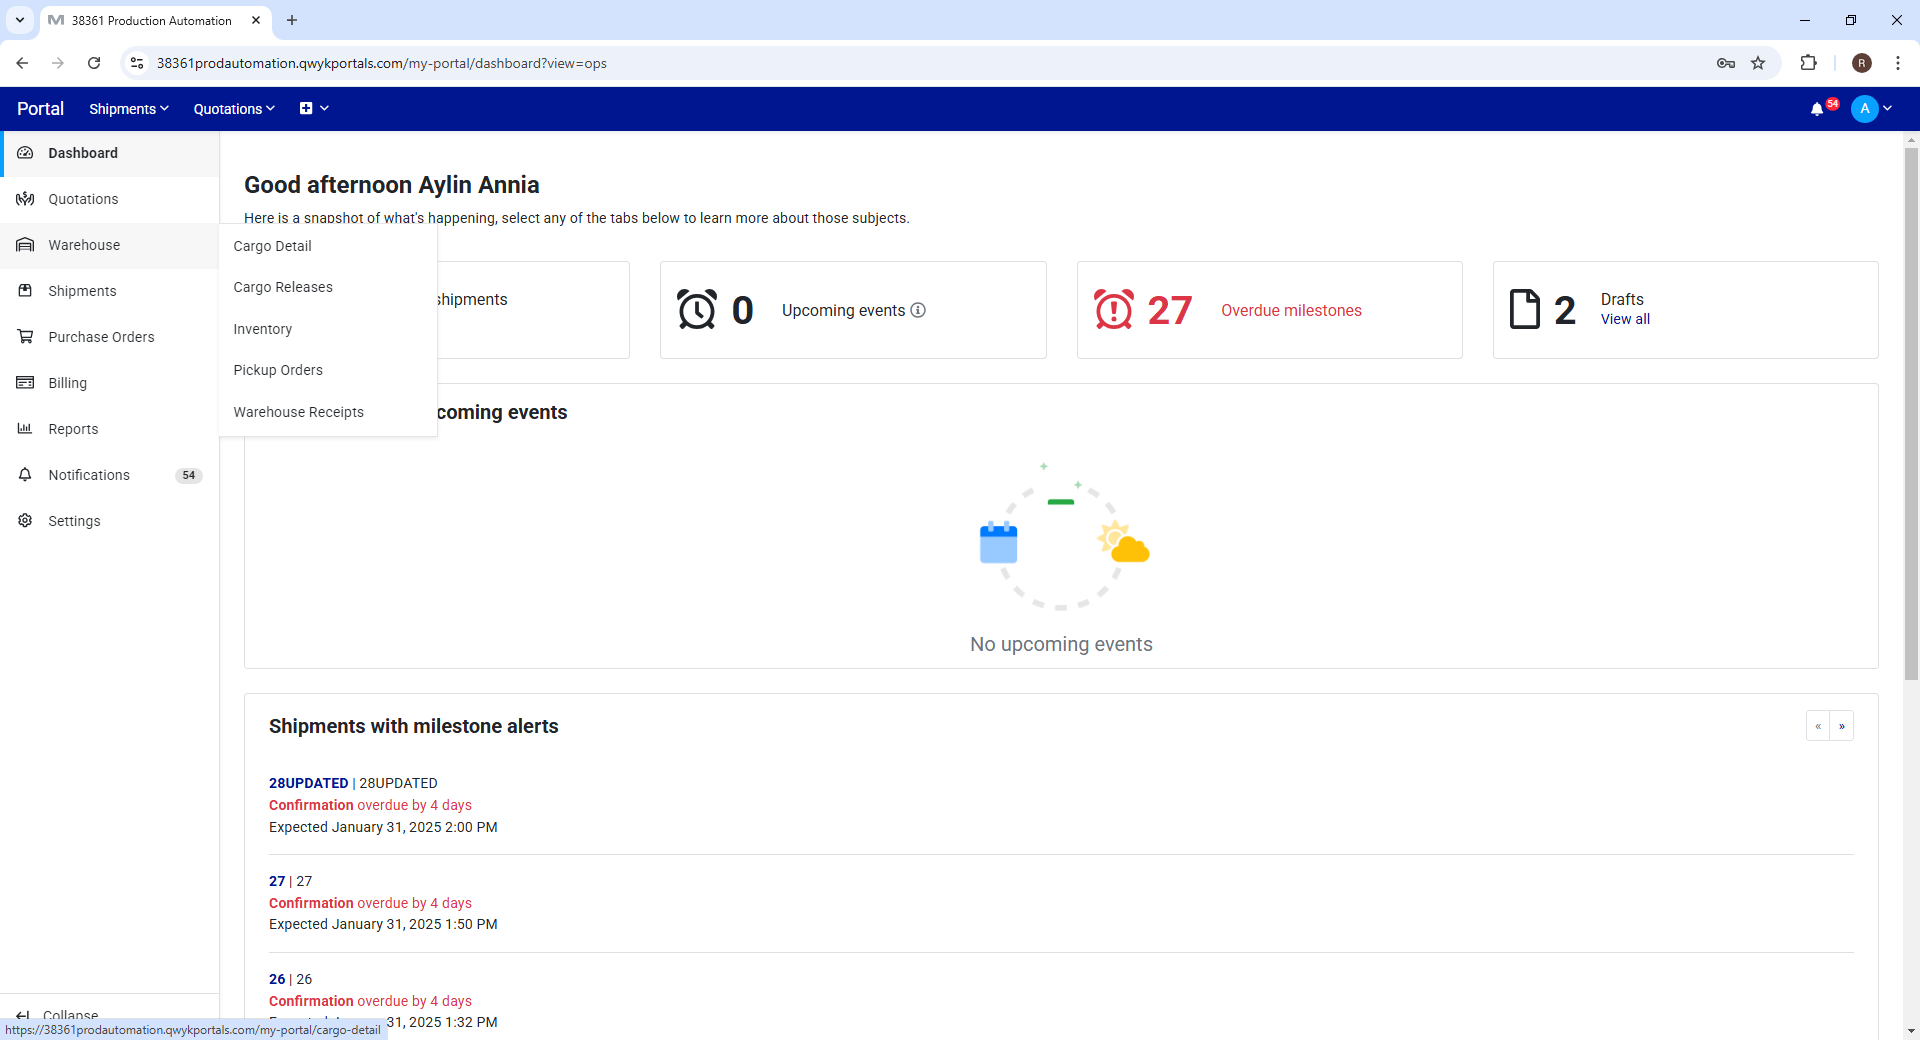 38361 Production Automation
38361prodautomation.qwykportals.com/my-portal/dashboard?view=ops
R
Portal
Shipments
Quotations
54
A
Dashboard
Quotations
Warehouse
Shipments
Purchase Orders
Billing
Reports
Notifications 54
Settings
Collapse
Cargo Detail
Cargo Releases
Inventory
Pickup Orders
Warehouse Receipts
Good afternoon Aylin Annia
Here is a snapshot of what's happening, select any of the tabs below to learn more about those subjects.
shipments
0 Upcoming events
27 Overdue milestones
2 Drafts
View all
coming events
No upcoming events
Shipments with milestone alerts
« »
28UPDATED | 28UPDATED
Confirmation overdue by 4 days
Expected January 31, 2025 2:00 PM
27 | 27
Confirmation overdue by 4 days
Expected January 31, 2025 1:50 PM
26 | 26
Confirmation overdue by 4 days
31, 2025 1:32 PM
https://38361prodautomation.qwykportals.com/my-portal/cargo-detail